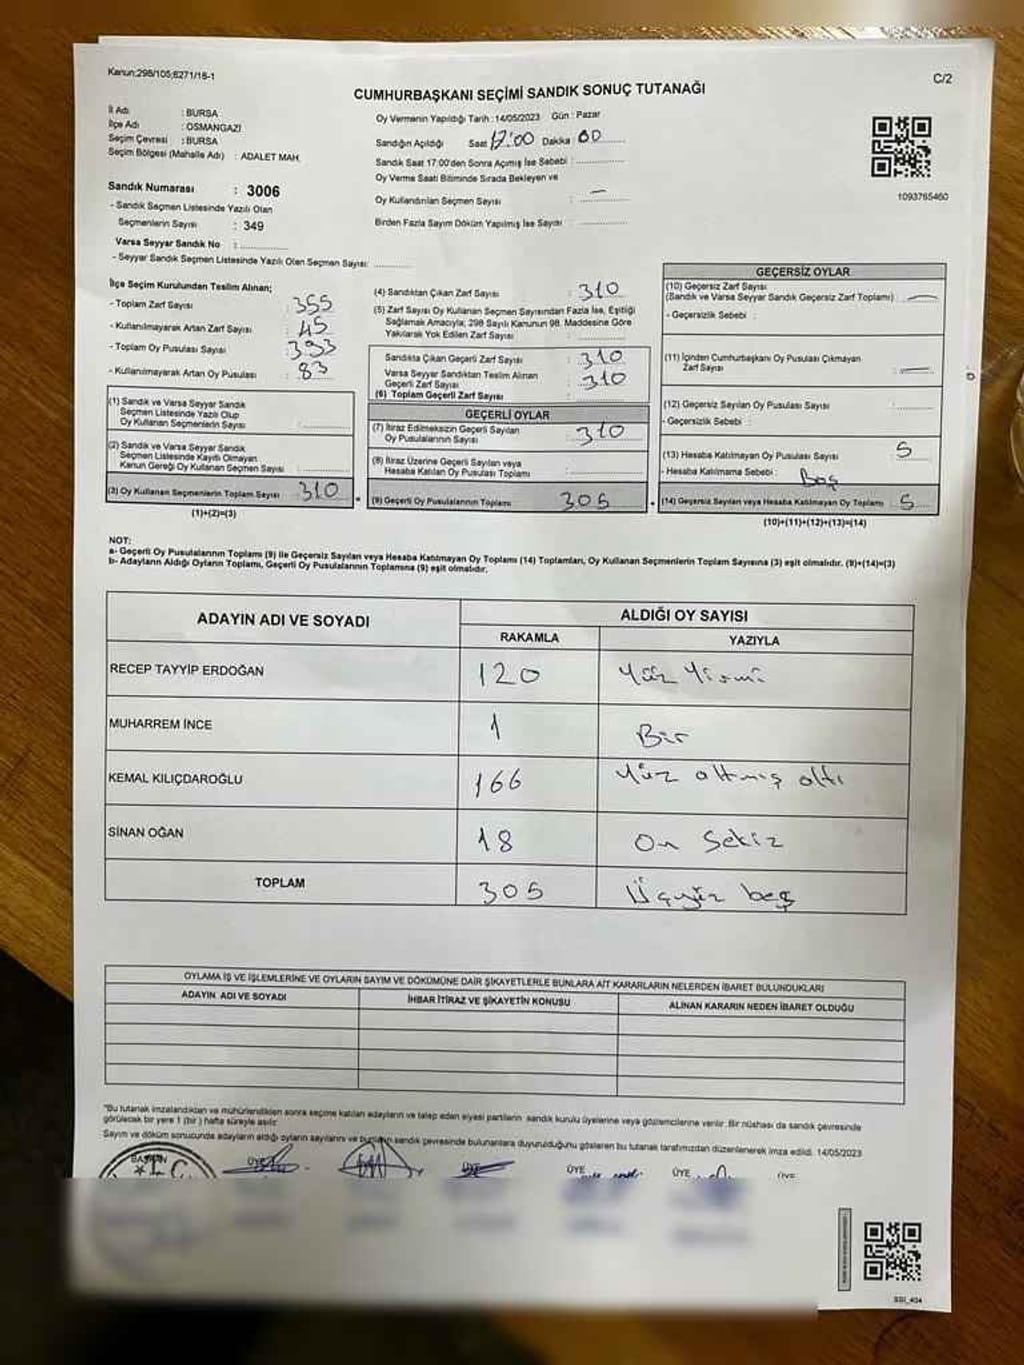 Kanun:298/105;6271/16-1
C/2
CUMHURBAŞKANI SEÇİMİ SANDIK SONUÇ TUTANAĞI
İl Adı : BURSA
İlçe Adı : OSMANGAZİ
Seçim Çevresi : BURSA
Seçim Bölgesi (Mahalle Adı) : ADALET MAH.
Sandık Numarası : 3006
- Sandık Seçmen Listesinde Yazılı Olan
Seçmenlerin Sayısı : 349
Varsa Seyyar Sandık No :
- Seyyar Sandık Seçmen Listesinde Yazılı Olan Seçmen Sayısı:
Oy Vermenin Yapıldığı Tarih : 14/05/2023 Gün : Pazar
Sandığın Açıldığı Saat 17:00 Dakika 00
Sandık Saat 17:00'den Sonra Açımış İse Sebebi :
Oy Verme Saati Bitiminde Sırada Bekleyen ve
Oy Kullandırılan Seçmen Sayısı : —
Birden Fazla Sayım Döküm Yapılmış İse Sayısı :
1093765460
İlçe Seçim Kurulundan Teslim Alınan;
- Toplam Zarf Sayısı : 355
- Kullanılmayarak Artan Zarf Sayısı : 45
- Toplam Oy Pusulası Sayısı : 393
- Kullanılmayarak Artan Oy Pusulası : 83
(1) Sandık ve Varsa Seyyar Sandık
Seçmen Listesinde Yazılı Olup
Oy Kullanan Seçmenlerin Sayısı :
(2) Sandık ve Varsa Seyyar Sandık
Seçmen Listesinde Kaydı Olmayan
Kanun Gereği Oy Kullanan Seçmen Sayısı :
(3) Oy Kullanan Seçmenlerin Toplam Sayısı : 310
(1)+(2)=(3)
(4) Sandıktan Çıkan Zarf Sayısı : 310
(5) Zarf Sayısı Oy Kullanan Seçmen Sayısından Fazla İse, Eşitliği
Sağlamak Amacıyla; 298 Sayılı Kanunun 98. Maddesine Göre
Yakılarak Yok Edilen Zarf Sayısı :
Sandıkta Çıkan Geçerli Zarf Sayısı : 310
Varsa Seyyar Sandıktan Teslim Alınan
Geçerli Zarf Sayısı : 310
(6) Toplam Geçerli Zarf Sayısı :
GEÇERLİ OYLAR
(7) İtiraz Edilmeksizin Geçerli Sayılan
Oy Pusulalarının Sayısı : 310
(8) İtiraz Üzerine Geçerli Sayılan veya
Hesaba Katılan Oy Pusulası Toplamı :
(9) Geçerli Oy Pusulalarının Toplamı : 305
GEÇERSİZ OYLAR
(10) Geçersiz Zarf Sayısı
(Sandık ve Varsa Seyyar Sandık Geçersiz Zarf Toplamı) : —
- Geçersizlik Sebebi :
(11) İçinden Cumhurbaşkanı Oy Pusulası Çıkmayan
Zarf Sayısı : —
(12) Geçersiz Sayılan Oy Pusulası Sayısı :
- Geçersizlik Sebebi :
(13) Hesaba Katılmayan Oy Pusulası Sayısı : 5
- Hesaba Katılmama Sebebi : Boş
(14) Geçersiz Sayılan veya Hesaba Katılmayan Oy Toplamı : 5
(10)+(11)+(12)+(13)=(14)
NOT:
a- Geçerli Oy Pusulalarının Toplamı (9) ile Geçersiz Sayılan veya Hesaba Katılmayan Oy Toplamı (14) Toplamları, Oy Kullanan Seçmenlerin Toplam Sayısına (3) eşit olmalıdır. (9)+(14)=(3)
b- Adayların Aldığı Oyların Toplamı, Geçerli Oy Pusulalarının Toplamına (9) eşit olmalıdır.
ADAYIN ADI VE SOYADI
ALDIĞI OY SAYISI
RAKAMLA YAZIYLA
RECEP TAYYİP ERDOĞAN 120 Yüz Yirmi
MUHARREM İNCE 1 Bir
KEMAL KILIÇDAROĞLU 166 Yüz altmış altı
SİNAN OĞAN 18 On Sekiz
TOPLAM 305 Üçyüz beş
OYLAMA İŞ VE İŞLEMLERİNE VE OYLARIN SAYIM VE DÖKÜMÜNE DAİR ŞİKAYETLERLE BUNLARA AİT KARARLARIN NELERDEN İBARET BULUNDUKLARI
ADAYIN ADI VE SOYADI İHBAR İTİRAZ VE ŞİKAYETİN KONUSU ALINAN KARARIN NEDEN İBARET OLDUĞU
"Bu tutanak imzalandıktan ve mühürlendikten sonra seçime katılan adayların ve talep eden siyasi partilerin sandık kurulu üyelerine veya gözlemcilerine verilir. Bir nüshası da sandık çevresinde
görülecek bir yere 1 (bir) hafta süreyle asılır.
Sayım ve döküm sonucunda adayların aldığı oyların sayılarını ve bunların sandık çevresinde bulunanlara duyurulduğunu gösteren bu tutanak tarafımızdan düzenlenerek imza edildi. 14/05/2023
BAŞKAN ÜYE ÜYE ÜYE ÜYE ÜYE